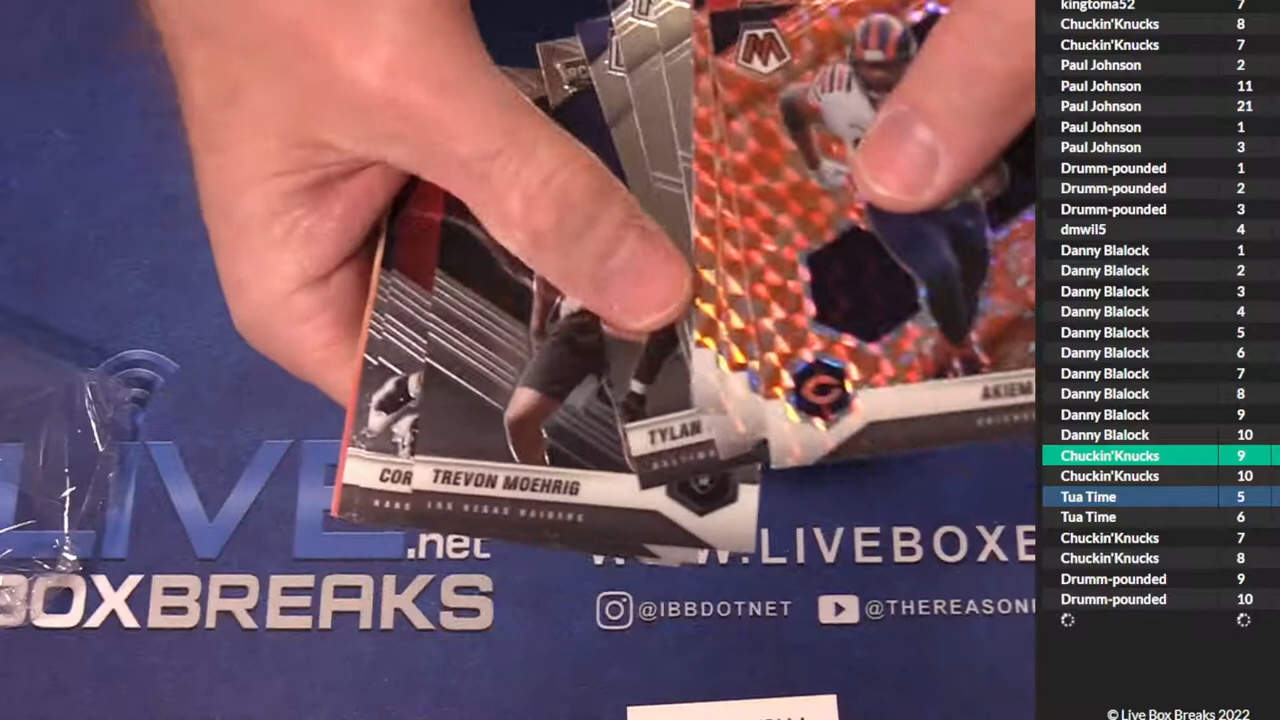 M
RC
C
AKIEM
TYLAN
COR
TREVON MOEHRIG
LAS VEGAS RAIDERS
LIVE
.net
BOXBREAKS
WWW.LIVEBOXE
@IBBDOTNET
@THEREASON
kingtoma52 7
Chuckin'Knucks 8
Chuckin'Knucks 7
Paul Johnson 2
Paul Johnson 11
Paul Johnson 21
Paul Johnson 1
Paul Johnson 3
Drumm-pounded 1
Drumm-pounded 2
Drumm-pounded 3
dmwil5 4
Danny Blalock 1
Danny Blalock 2
Danny Blalock 3
Danny Blalock 4
Danny Blalock 5
Danny Blalock 6
Danny Blalock 7
Danny Blalock 8
Danny Blalock 9
Danny Blalock 10
Chuckin'Knucks 9
Chuckin'Knucks 10
Tua Time 5
Tua Time 6
Chuckin'Knucks 7
Chuckin'Knucks 8
Drumm-pounded 9
Drumm-pounded 10
© Live Box Breaks 2022